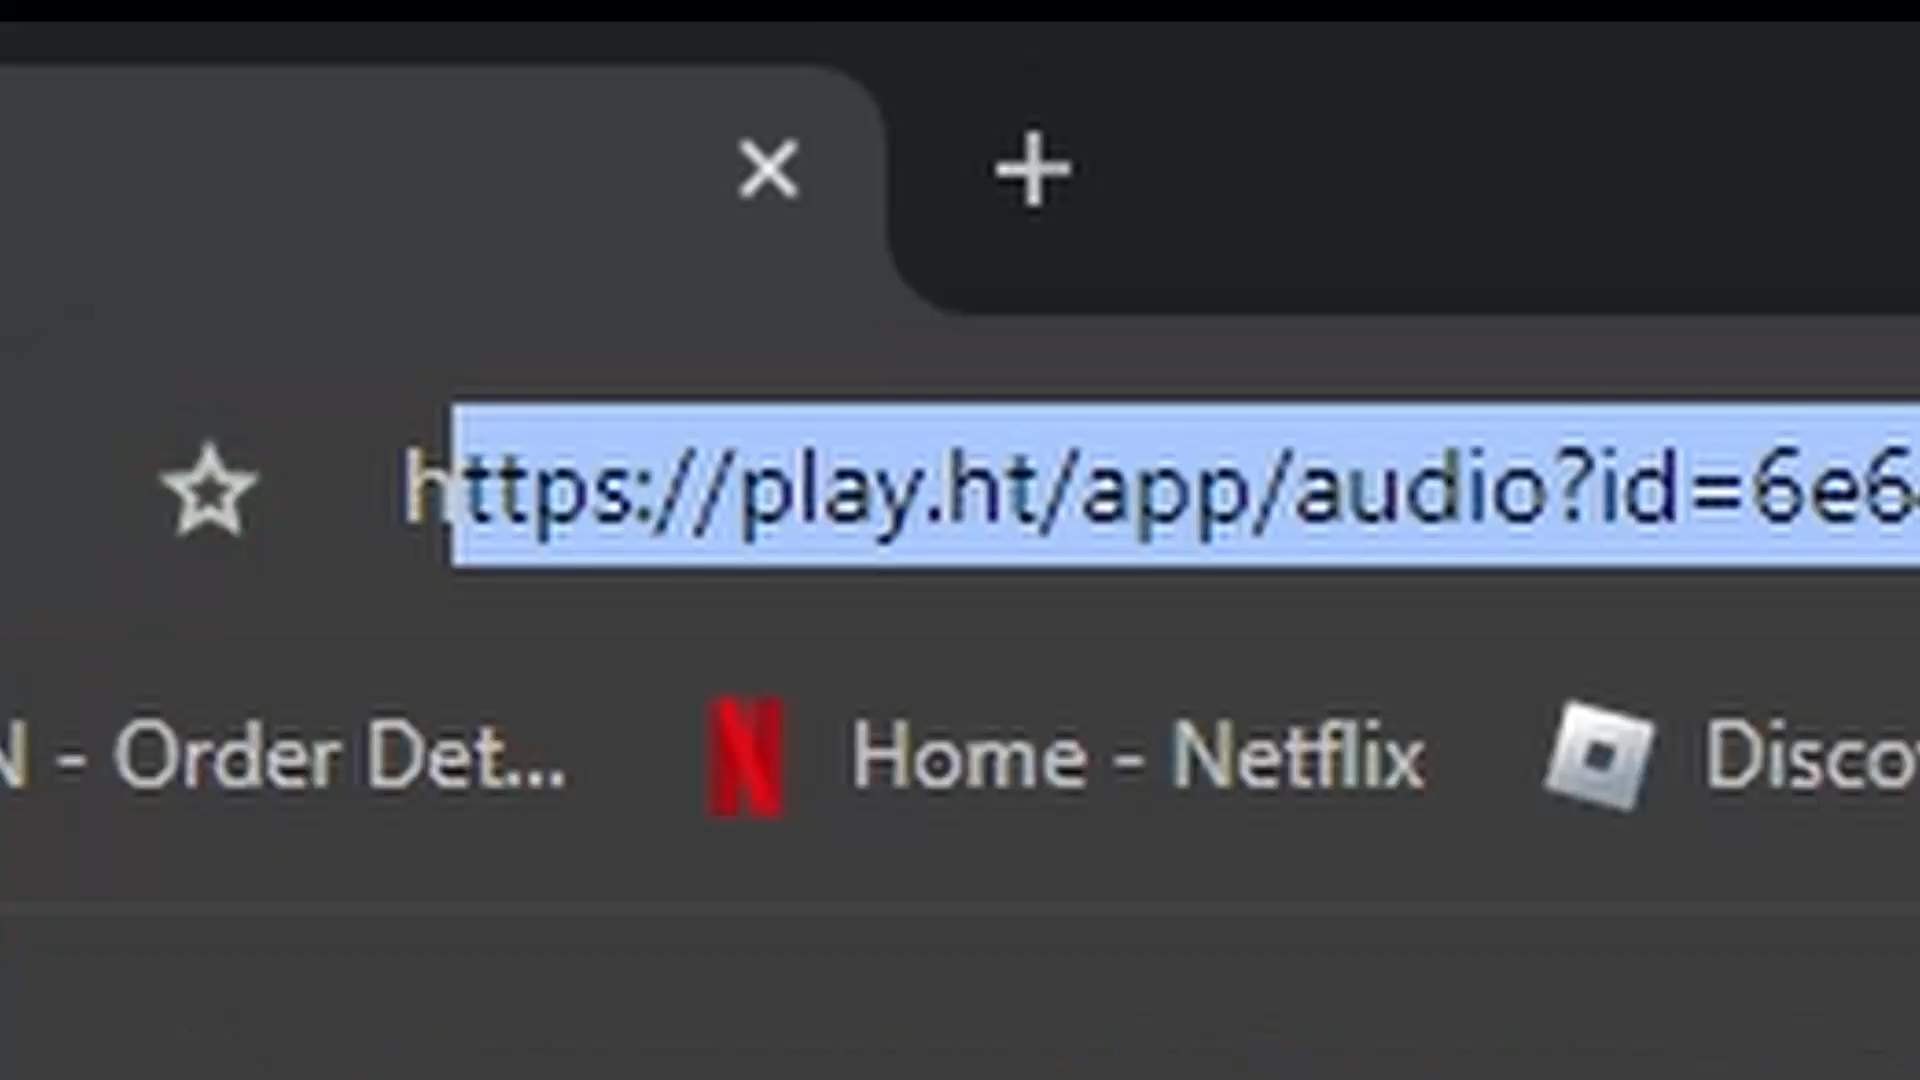 https://play.ht/app/audio?id=6e6
N - Order Det... Home - Netflix Disco